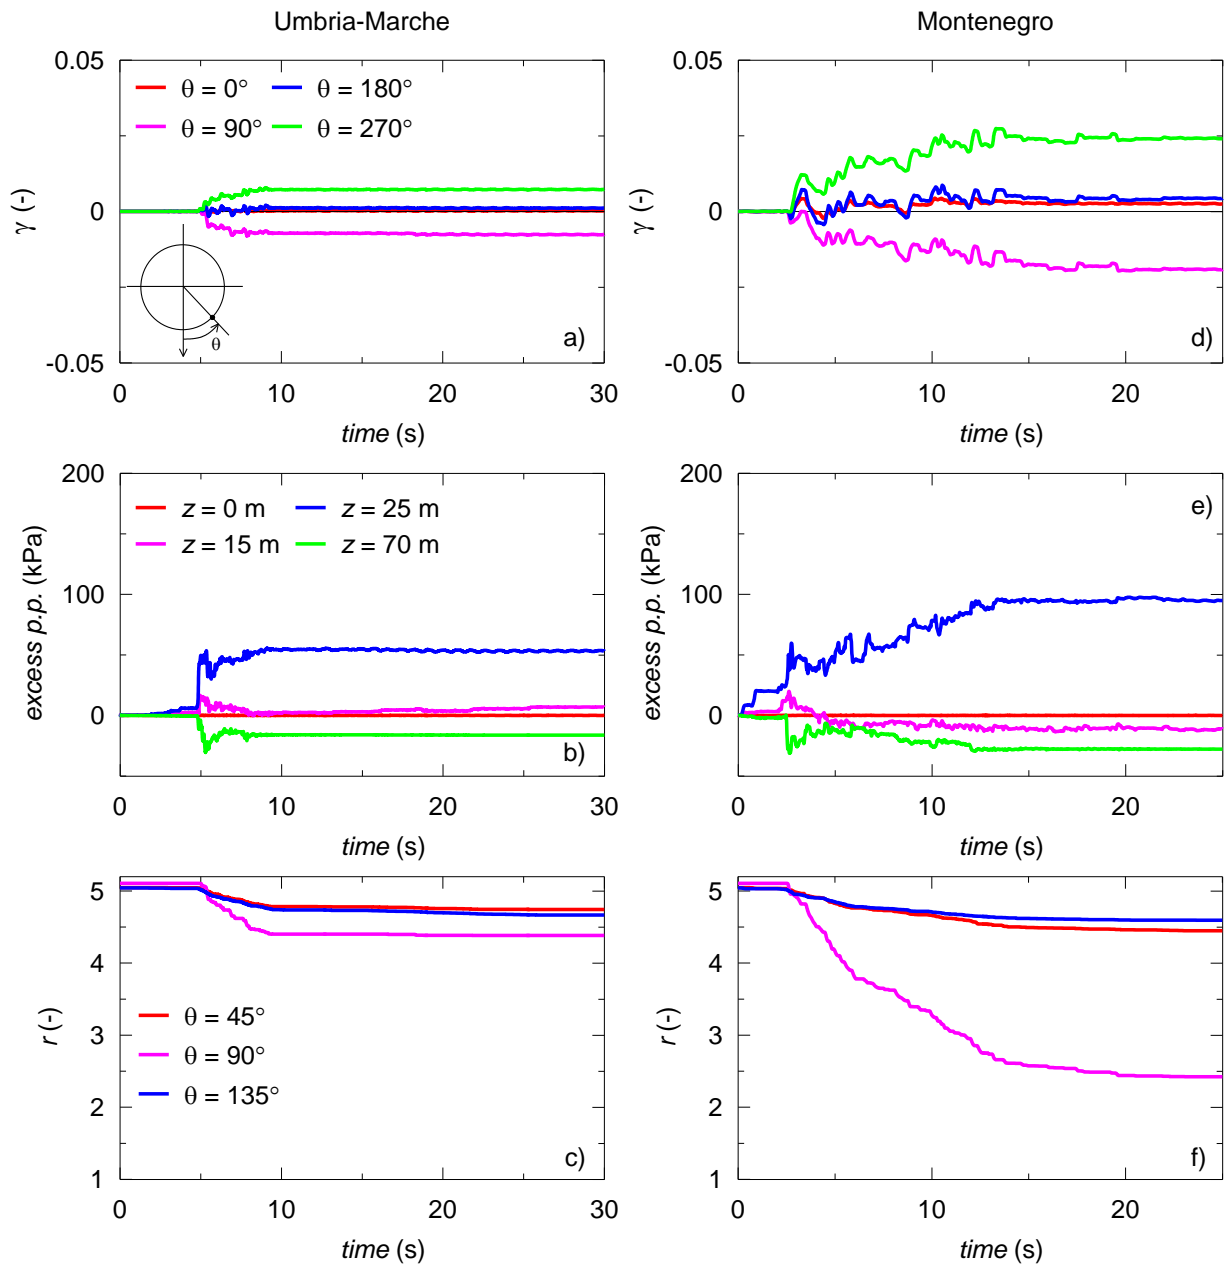 Umbria-Marche
Montenegro
0.05
0
-0.05
γ (-)
θ = 0°
θ = 180°
θ = 90°
θ = 270°
θ
a)
0 10 20 30
time (s)
0.05
0
-0.05
γ (-)
d)
0 10 20
time (s)
200
100
0
excess p.p. (kPa)
z = 0 m
z = 25 m
z = 15 m
z = 70 m
b)
0 10 20 30
time (s)
200
100
0
excess p.p. (kPa)
e)
0 10 20
time (s)
5
4
3
2
1
r (-)
θ = 45°
θ = 90°
θ = 135°
c)
0 10 20 30
time (s)
5
4
3
2
1
r (-)
f)
0 10 20
time (s)